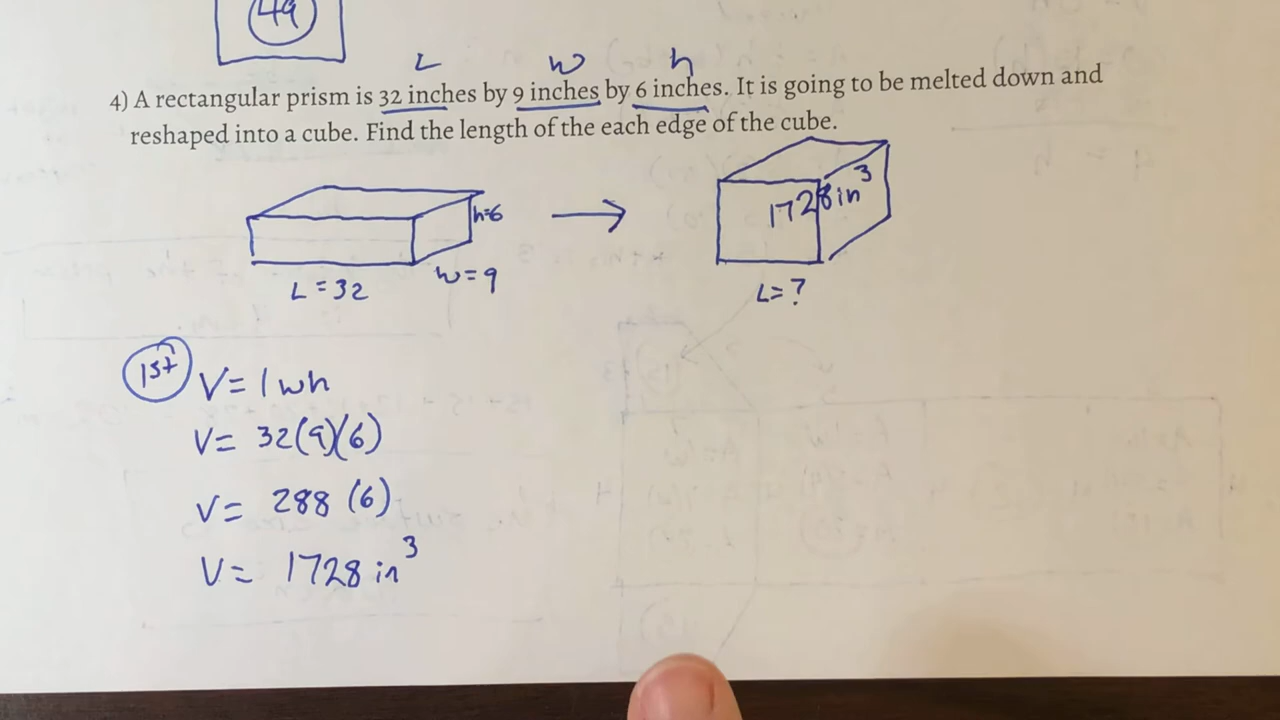 49
L w h
4) A rectangular prism is 32 inches by 9 inches by 6 inches. It is going to be melted down and
reshaped into a cube. Find the length of the each edge of the cube.
h=6
w=9
L=32
1728in³
L=?
1st V=lwh
V= 32(9)(6)
V= 288 (6)
V= 1728 in³